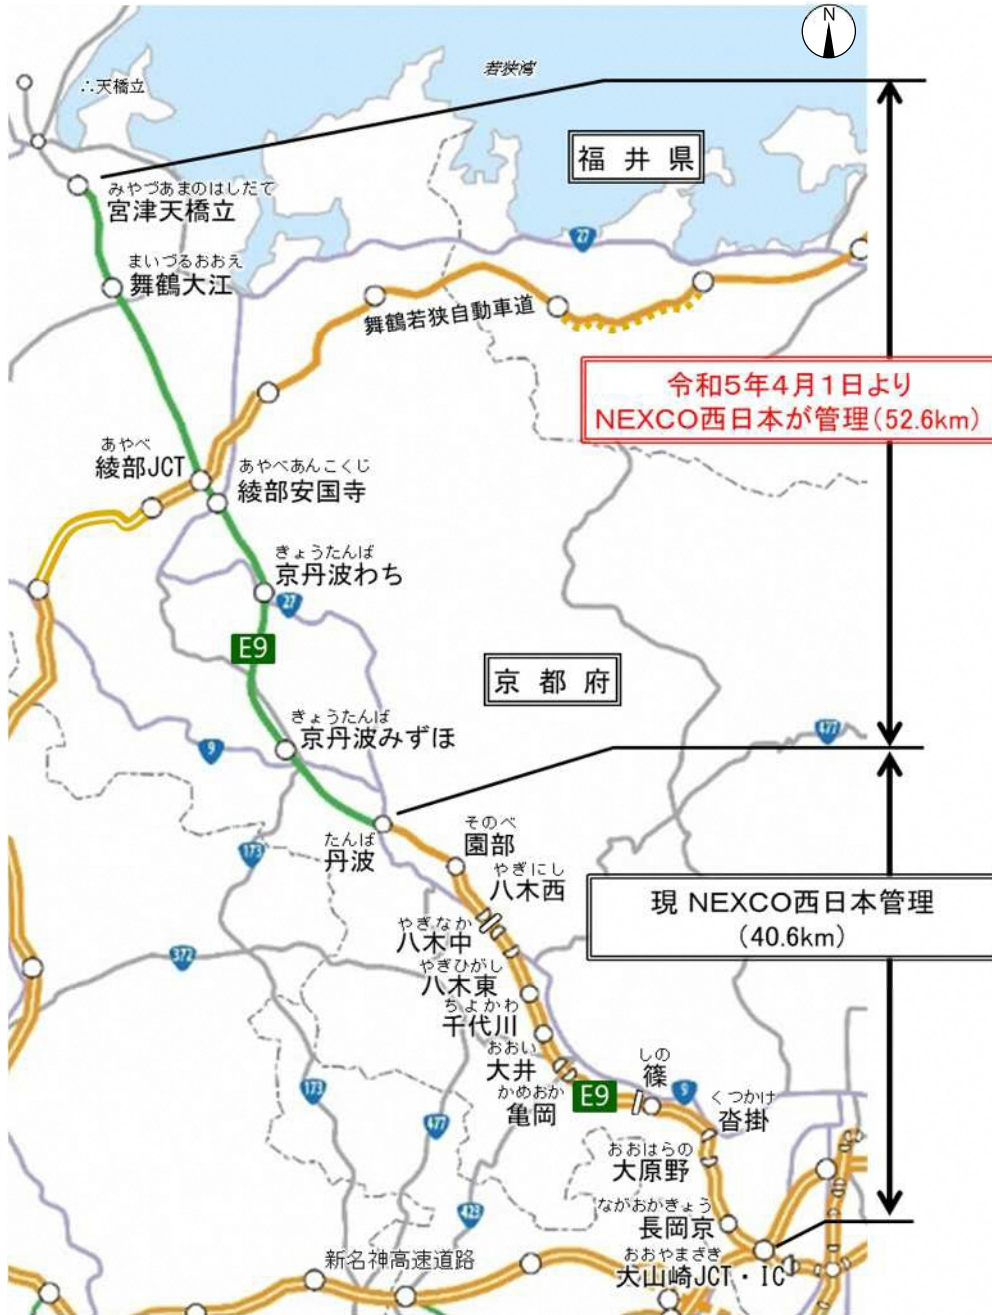 N
若狭湾
∴天橋立
福井県
みやづあまのはしだて
宮津天橋立
27
まいづるおおえ
舞鶴大江
舞鶴若狭自動車道
令和5年4月1日より
NEXCO西日本が管理(52.6km)
あやべ
綾部JCT
あやべあんこくじ
綾部安国寺
きょうたんば
京丹波わち
27
E9
京都府
きょうたんば
京丹波みずほ
9
477
たんば
丹波
173
そのべ
園部
やぎにし
八木西
現 NEXCO西日本管理
(40.6km)
やぎなか
八木中
372
やぎひがし
八木東
ちよかわ
千代川
おおい
大井
かめおか
亀岡
E9
しの
篠
9
くつかけ
沓掛
173
477
おおはらの
大原野
423
ながおかきょう
長岡京
おおやまざき
大山崎JCT・IC
新名神高速道路